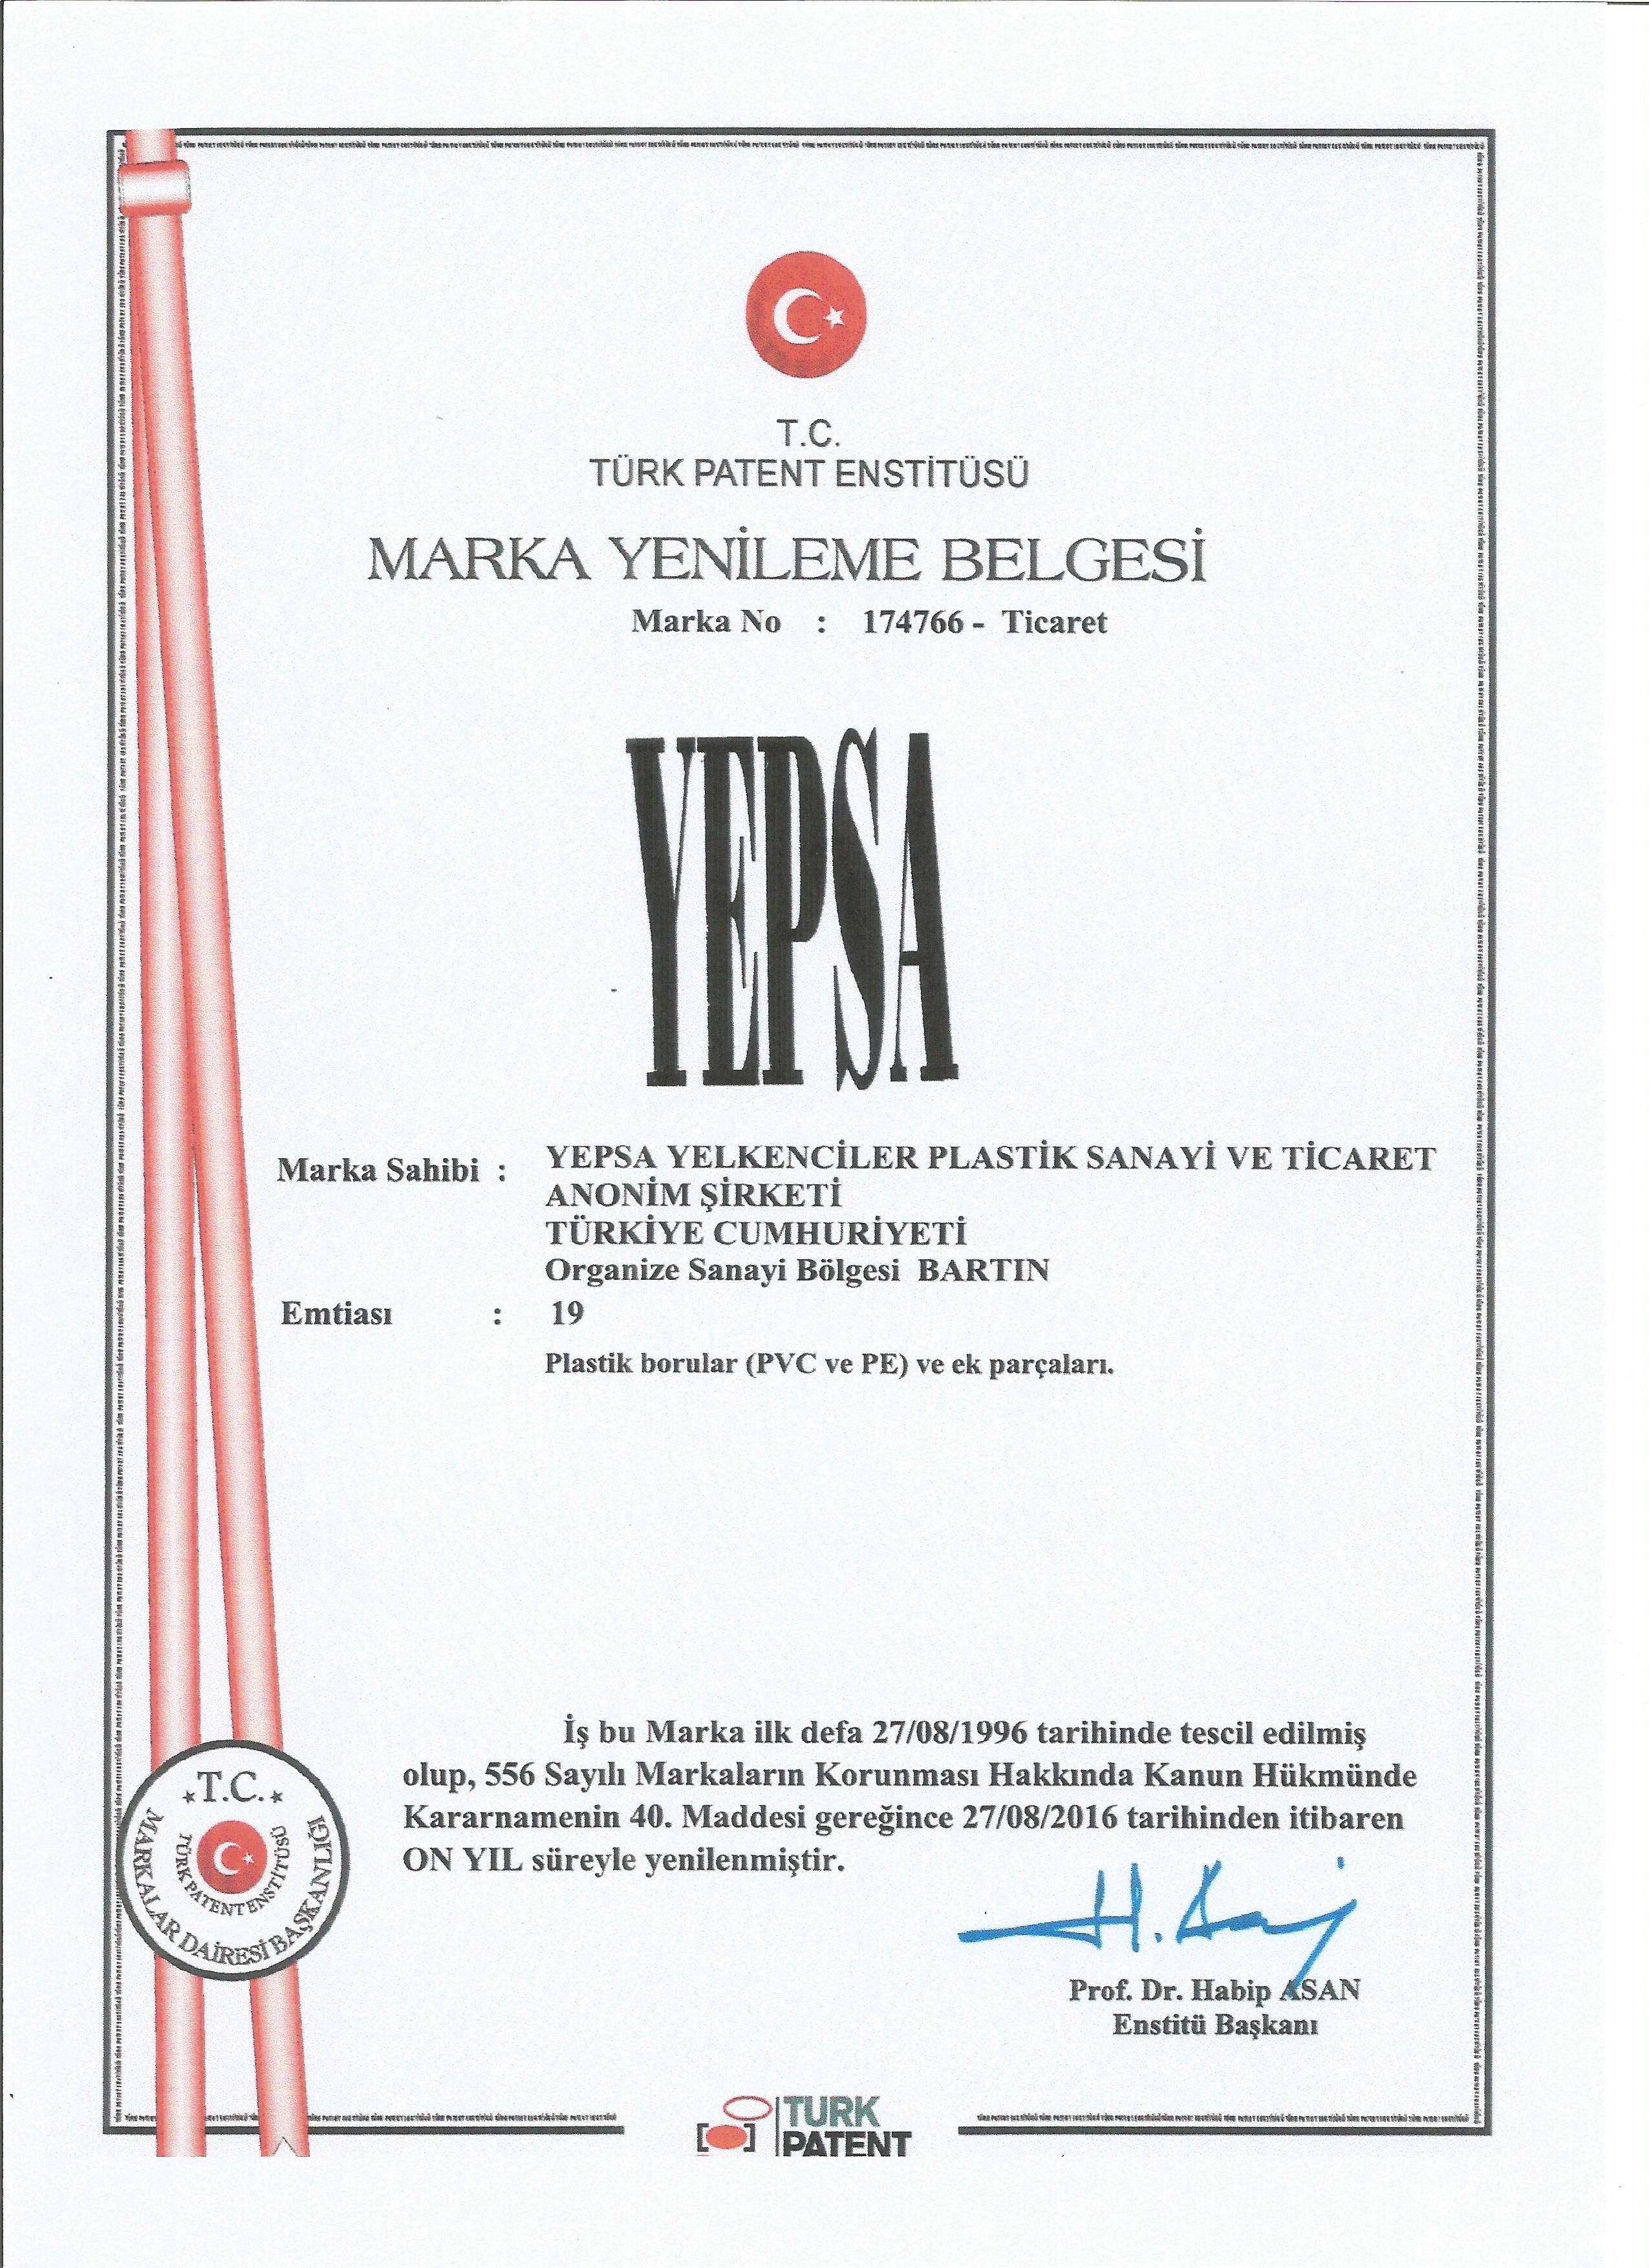 T.C.
TÜRK PATENT ENSTİTÜSÜ
MARKA YENİLEME BELGESİ
Marka No : 174766 - Ticaret
YEPSA
Marka Sahibi : YEPSA YELKENCİLER PLASTİK SANAYİ VE TİCARET
ANONİM ŞİRKETİ
TÜRKİYE CUMHURİYETİ
Organize Sanayi Bölgesi BARTIN
Emtiası : 19
Plastik borular (PVC ve PE) ve ek parçaları.
İş bu Marka ilk defa 27/08/1996 tarihinde tescil edilmiş
olup, 556 Sayılı Markaların Korunması Hakkında Kanun Hükmünde
Kararnamenin 40. Maddesi gereğince 27/08/2016 tarihinden itibaren
ON YIL süreyle yenilenmiştir.
T.C.
TÜRK PATENT ENSTİTÜSÜ
MARKALAR DAİRESİ BAŞKANLIĞI
H. Asan
Prof. Dr. Habip ASAN
Enstitü Başkanı
TURK
PATENT